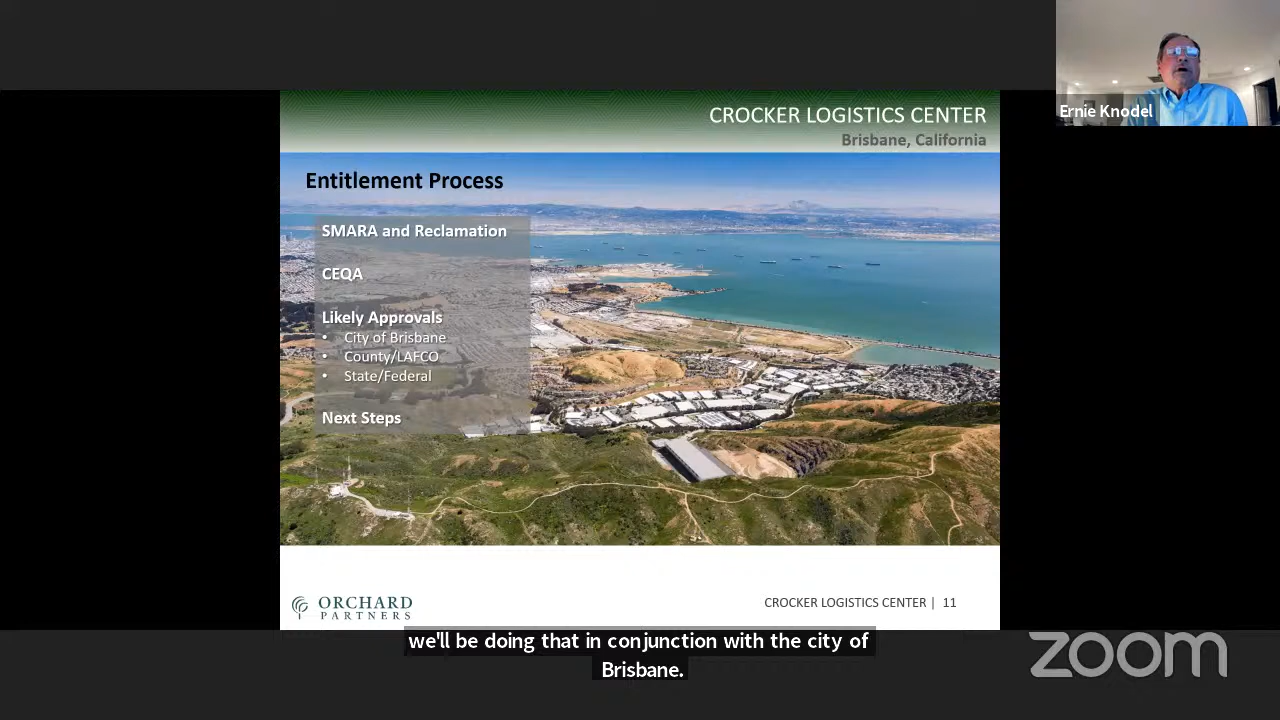 Ernie Knodel
CROCKER LOGISTICS CENTER
Brisbane, California
Entitlement Process
SMARA and Reclamation
CEQA
Likely Approvals
• City of Brisbane
• County/LAFCO
• State/Federal
Next Steps
ORCHARD
PARTNERS
CROCKER LOGISTICS CENTER | 11
we'll be doing that in conjunction with the city of
Brisbane.
zoom